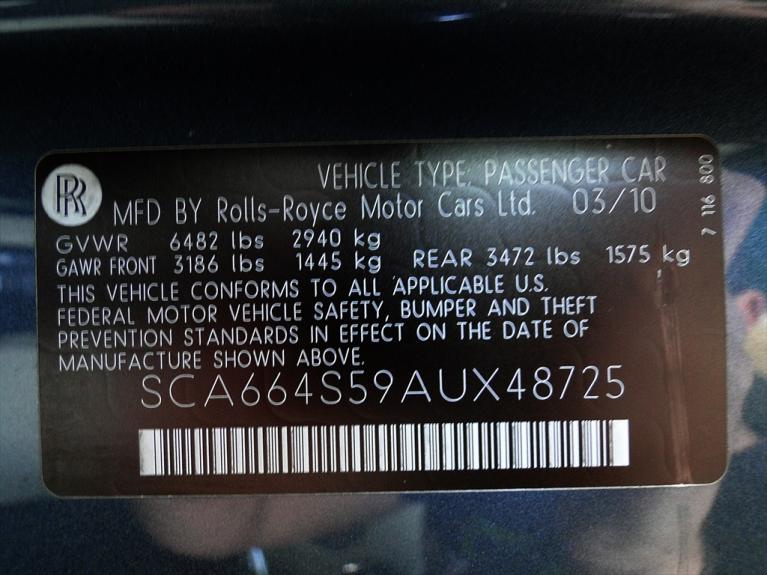 VEHICLE TYPE: PASSENGER CAR
RR
MFD BY Rolls-Royce Motor Cars Ltd. 03/10
GVWR 6482 lbs 2940 kg
GAWR FRONT 3186 lbs 1445 kg REAR 3472 lbs 1575 kg
THIS VEHICLE CONFORMS TO ALL APPLICABLE U.S.
FEDERAL MOTOR VEHICLE SAFETY, BUMPER AND THEFT
PREVENTION STANDARDS IN EFFECT ON THE DATE OF
MANUFACTURE SHOWN ABOVE.
SCA664S59AUX48725
7 116 800